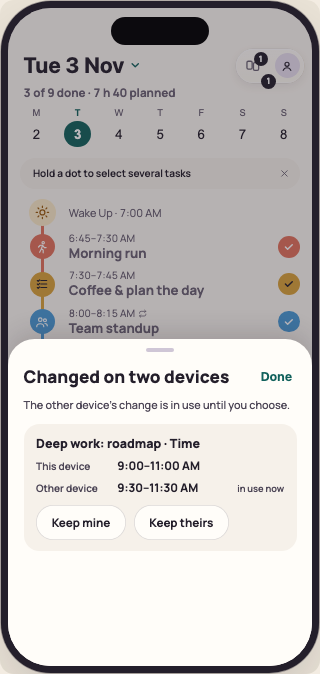 Tue 3 Nov
1
1
3 of 9 done · 7 h 40 planned
M T W T F S S
2 3 4 5 6 7 8
Hold a dot to select several tasks
Wake Up · 7:00 AM
6:45–7:30 AM
Morning run
7:30–7:45 AM
Coffee & plan the day
8:00–8:15 AM
Team standup
Changed on two devices Done
The other device's change is in use until you choose.
Deep work: roadmap · Time
This device 9:00–11:00 AM
Other device 9:30–11:30 AM in use now
Keep mine Keep theirs